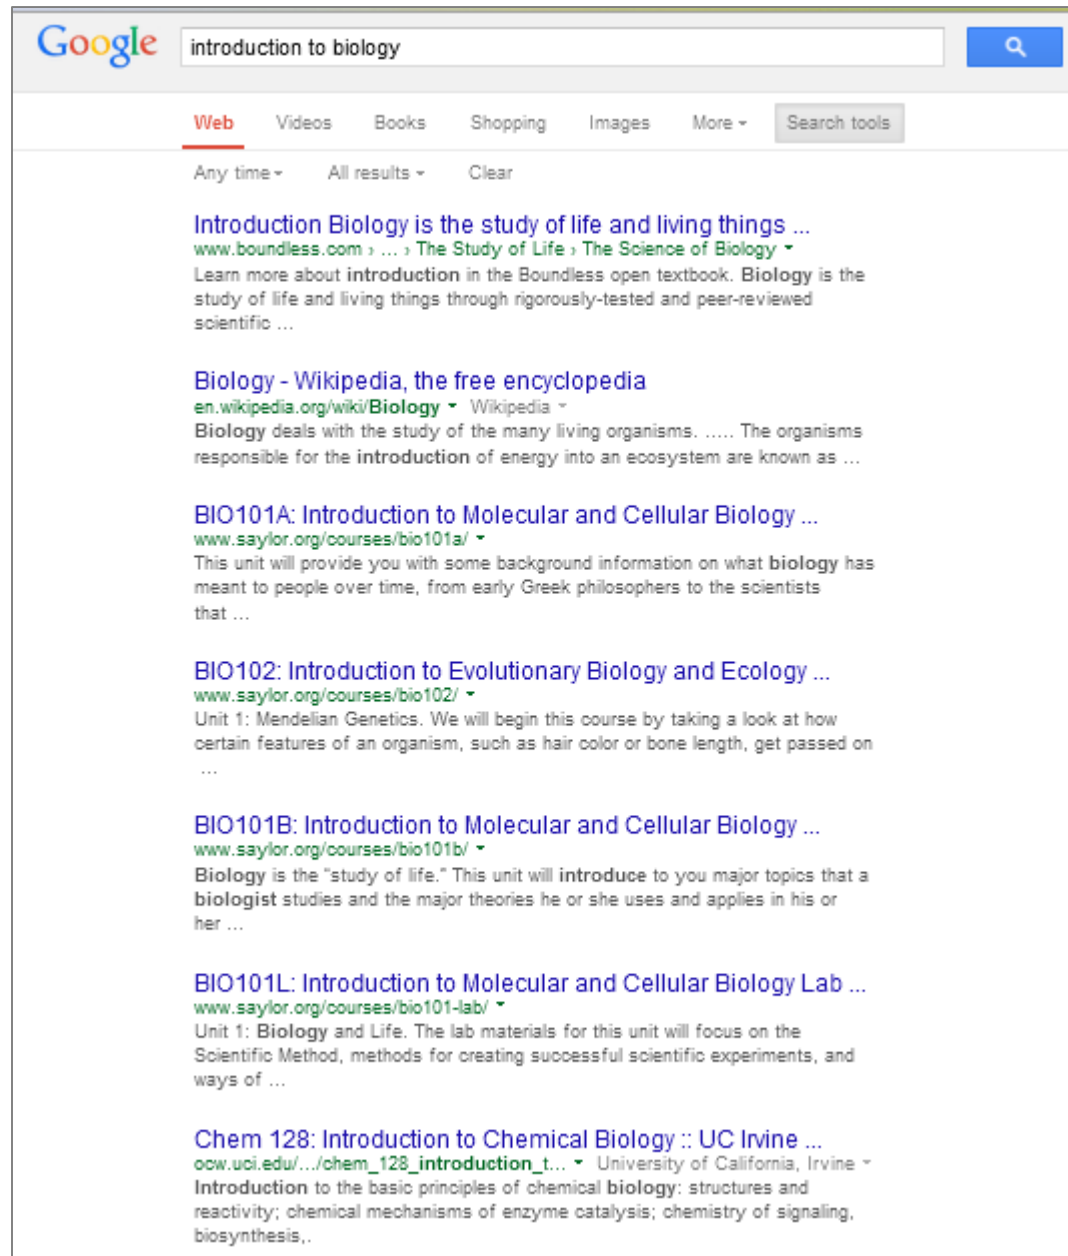 Google
introduction to biology
Web Videos Books Shopping Images More Search tools
Any time All results Clear
Introduction Biology is the study of life and living things ...
www.boundless.com › ... › The Study of Life › The Science of Biology
Learn more about introduction in the Boundless open textbook. Biology is the
study of life and living things through rigorously-tested and peer-reviewed
scientific ...
Biology - Wikipedia, the free encyclopedia
en.wikipedia.org/wiki/Biology Wikipedia
Biology deals with the study of the many living organisms. ..... The organisms
responsible for the introduction of energy into an ecosystem are known as ...
BIO101A: Introduction to Molecular and Cellular Biology ...
www.saylor.org/courses/bio101a/
This unit will provide you with some background information on what biology has
meant to people over time, from early Greek philosophers to the scientists
that ...
BIO102: Introduction to Evolutionary Biology and Ecology ...
www.saylor.org/courses/bio102/
Unit 1: Mendelian Genetics. We will begin this course by taking a look at how
certain features of an organism, such as hair color or bone length, get passed on
...
BIO101B: Introduction to Molecular and Cellular Biology ...
www.saylor.org/courses/bio101b/
Biology is the "study of life." This unit will introduce to you major topics that a
biologist studies and the major theories he or she uses and applies in his or
her ...
BIO101L: Introduction to Molecular and Cellular Biology Lab ...
www.saylor.org/courses/bio101-lab/
Unit 1: Biology and Life. The lab materials for this unit will focus on the
Scientific Method, methods for creating successful scientific experiments, and
ways of ...
Chem 128: Introduction to Chemical Biology :: UC Irvine ...
ocw.uci.edu/.../chem_128_introduction_t... University of California, Irvine
Introduction to the basic principles of chemical biology: structures and
reactivity; chemical mechanisms of enzyme catalysis; chemistry of signaling,
biosynthesis,.